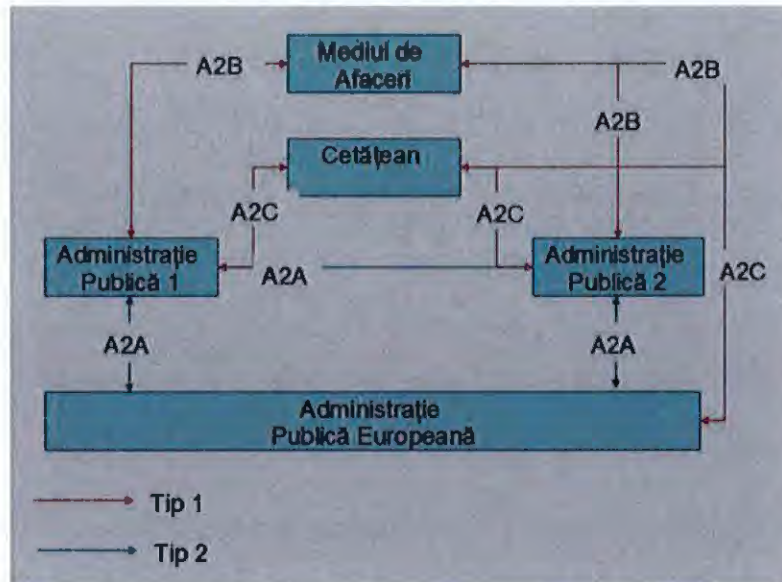 Mediul de
Afaceri
A2B
A2B
A2B
Cetățean
A2C
A2C
Administrație
Publică 1
A2A
Administrație
Publică 2
A2C
A2A
A2A
Administrație
Publică Europeană
Tip 1
Tip 2